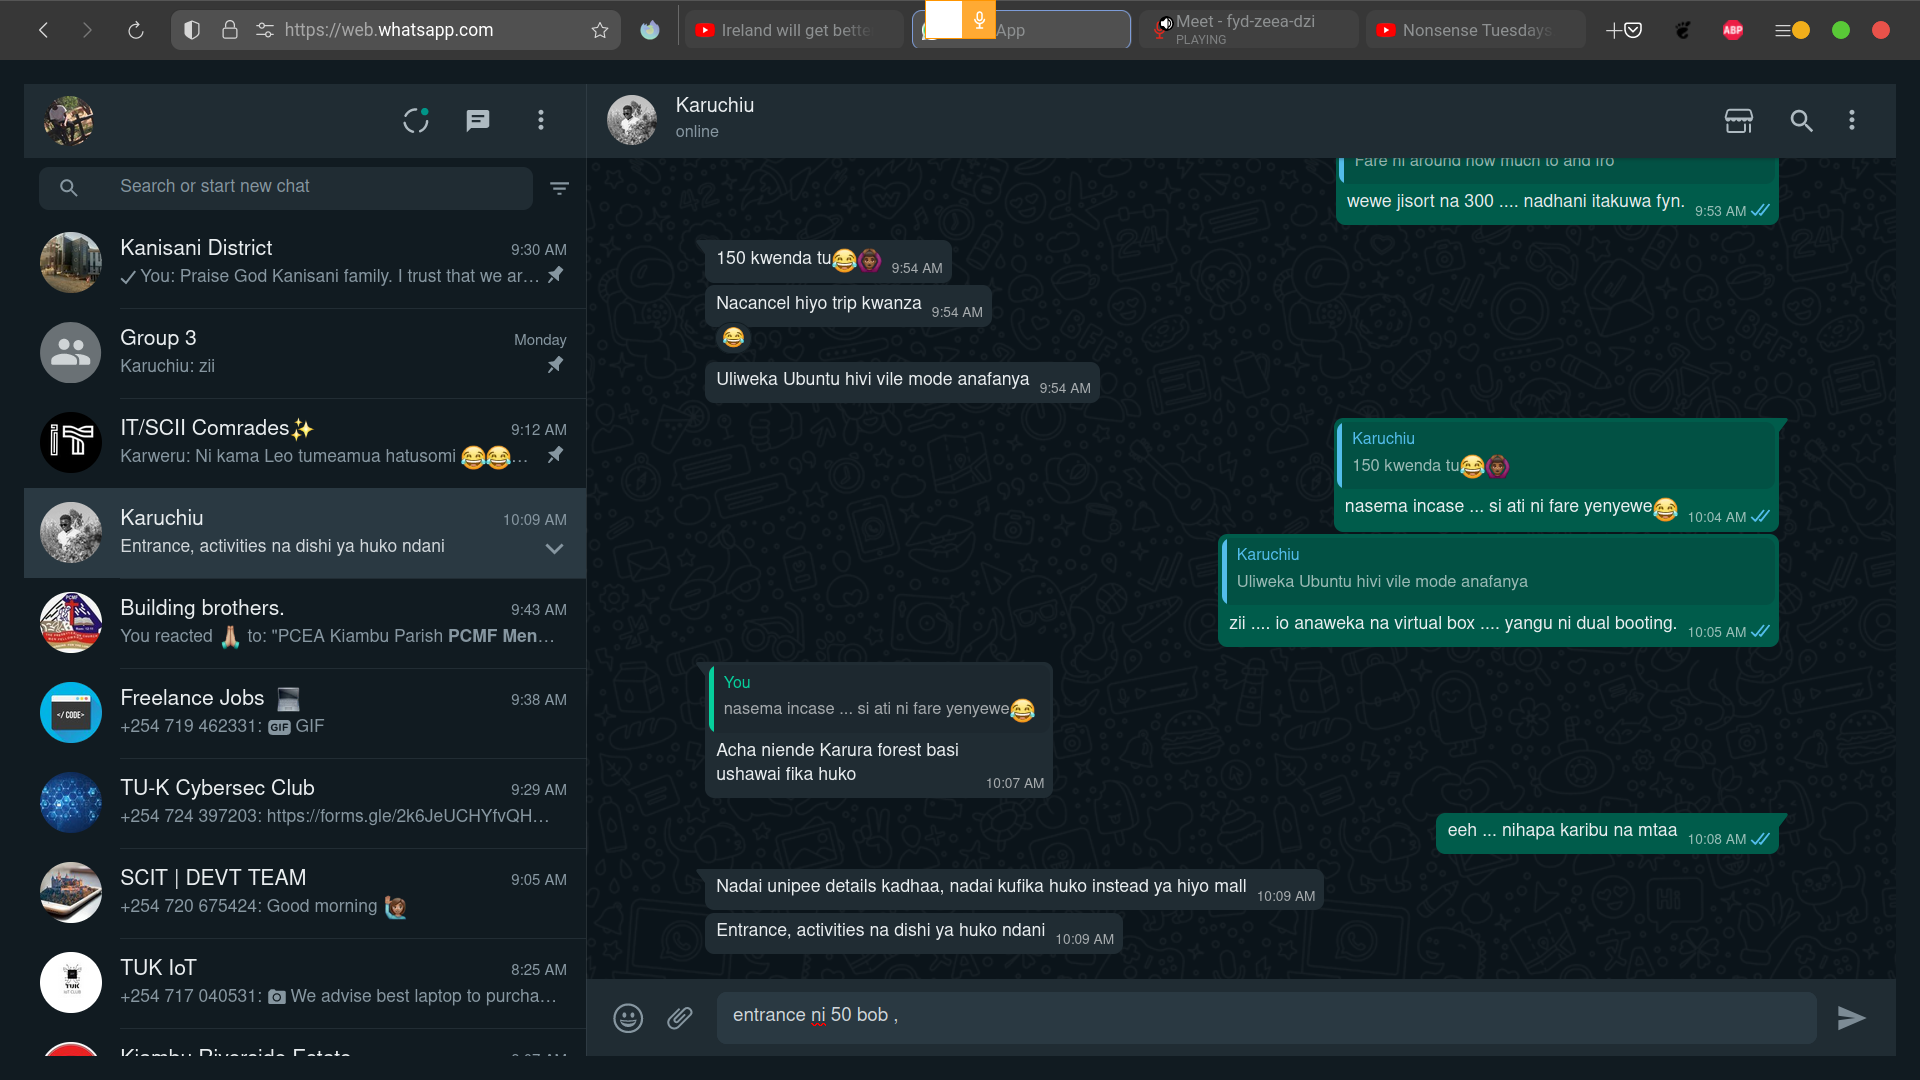 https://web.whatsapp.com
Ireland will get bette
App
Meet - fyd-zeea-dzi
PLAYING
Nonsense Tuesdays
ABP
Karuchiu
online
Search or start new chat
Kanisani District
9:30 AM
You: Praise God Kanisani family. I trust that we ar...
Group 3
Monday
Karuchiu: zii
IT/SCII Comrades✨
9:12 AM
Karweru: Ni kama Leo tumeamua hatusomi 😂😂...
Karuchiu
10:09 AM
Entrance, activities na dishi ya huko ndani
Building brothers.
9:43 AM
You reacted 🙏🏽 to: "PCEA Kiambu Parish PCMF Men...
</CODE>
Freelance Jobs 💻
9:38 AM
+254 719 462331: GIF GIF
TU-K Cybersec Club
9:29 AM
+254 724 397203: https://forms.gle/2k6JeUCHYfvQH...
SCIT | DEVT TEAM
9:05 AM
+254 720 675424: Good morning 🙋🏽
TUK
TUK IoT
8:25 AM
+254 717 040531: 📷 We advise best laptop to purcha...
Kiambu Riverside Estate
Fare ni around how much to and fro
wewe jisort na 300 .... nadhani itakuwa fyn.
9:53 AM
150 kwenda tu😂🙆🏾
9:54 AM
Nacancel hiyo trip kwanza
9:54 AM
😂
Uliweka Ubuntu hivi vile mode anafanya
9:54 AM
Karuchiu
150 kwenda tu😂🙆🏾
nasema incase ... si ati ni fare yenyewe😂
10:04 AM
Karuchiu
Uliweka Ubuntu hivi vile mode anafanya
zii .... io anaweka na virtual box .... yangu ni dual booting.
10:05 AM
You
nasema incase ... si ati ni fare yenyewe😂
Acha niende Karura forest basi
ushawai fika huko
10:07 AM
eeh ... nihapa karibu na mtaa
10:08 AM
Nadai unipee details kadhaa, nadai kufika huko instead ya hiyo mall
10:09 AM
Entrance, activities na dishi ya huko ndani
10:09 AM
entrance ni 50 bob ,